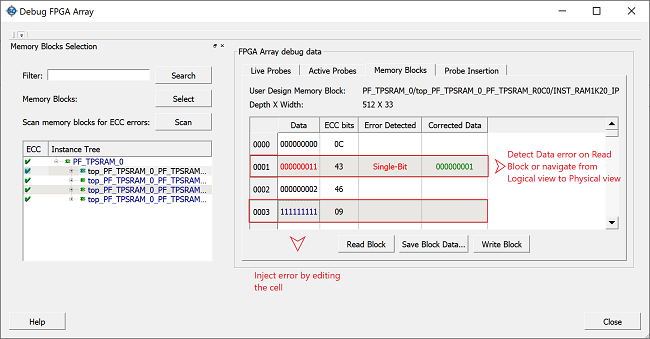 Debug FPGA Array
Memory Blocks Selection
Filter:
Search
Memory Blocks:
Select
Scan memory blocks for ECC errors:
Scan
ECC Instance Tree
PF_TPSRAM_0
top_PF_TPSRAM_0_PF_TPSRAM...
top_PF_TPSRAM_0_PF_TPSRAM...
top_PF_TPSRAM_0_PF_TPSRAM...
top_PF_TPSRAM_0_PF_TPSRAM...
FPGA Array debug data
Live Probes Active Probes Memory Blocks Probe Insertion
User Design Memory Block: PF_TPSRAM_0/top_PF_TPSRAM_0_PF_TPSRAM_R0C0/INST_RAM1K20_IP
Depth X Width: 512 X 33
Data ECC bits Error Detected Corrected Data
0000 000000000 0C
0001 000000011 43 Single-Bit 000000001
0002 000000002 46
0003 111111111 09
Detect Data error on Read
Block or navigate from
Logical view to Physical view
Read Block Save Block Data... Write Block
Inject error by editing
the cell
Help
Close